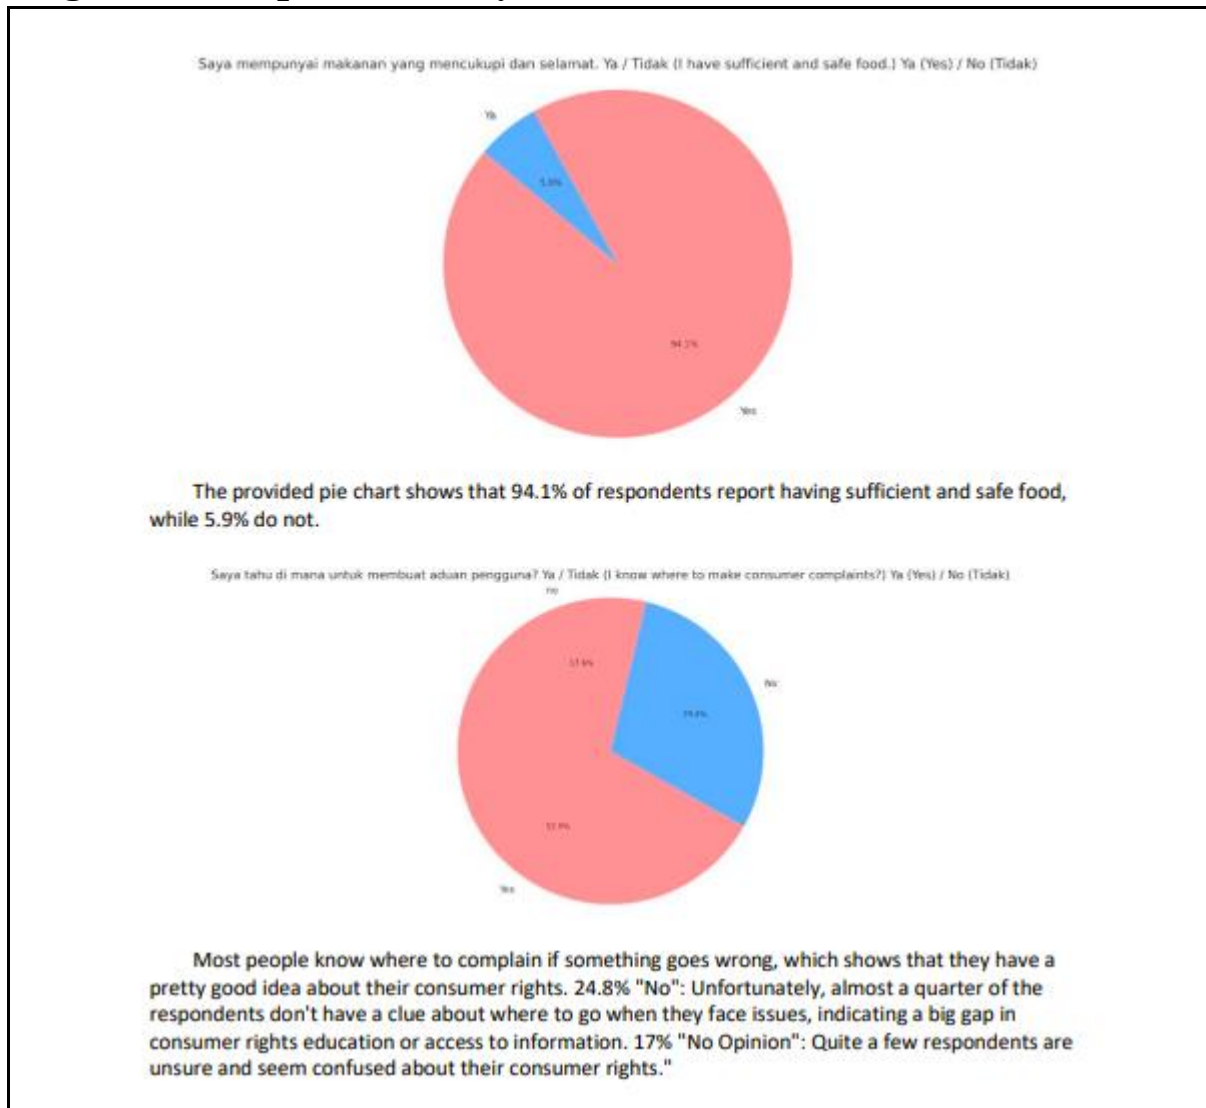 Saya mempunyai makanan yang mencukupi dan selamat. Ya / Tidak (I have sufficient and safe food.) Ya (Yes) / No (Tidak)
Ya
5.9%
94.1%
Yes
The provided pie chart shows that 94.1% of respondents report having sufficient and safe food,
while 5.9% do not.
Saya tahu di mana untuk membuat aduan pengguna? Ya / Tidak (I know where to make consumer complaints?) Ya (Yes) / No (Tidak)
no
17.6%
No
29.4%
52.9%
Yes
Most people know where to complain if something goes wrong, which shows that they have a
pretty good idea about their consumer rights. 24.8% "No": Unfortunately, almost a quarter of the
respondents don't have a clue about where to go when they face issues, indicating a big gap in
consumer rights education or access to information. 17% "No Opinion": Quite a few respondents are
unsure and seem confused about their consumer rights."